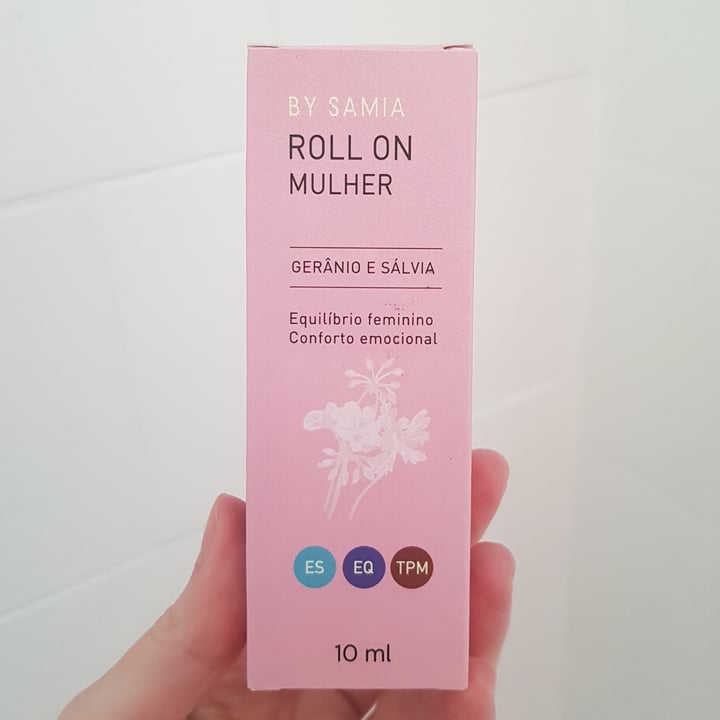 BY SAMIA
ROLL ON
MULHER
GERÂNIO E SÁLVIA
Equilíbrio feminino
Conforto emocional
ES EQ TPM
10 ml